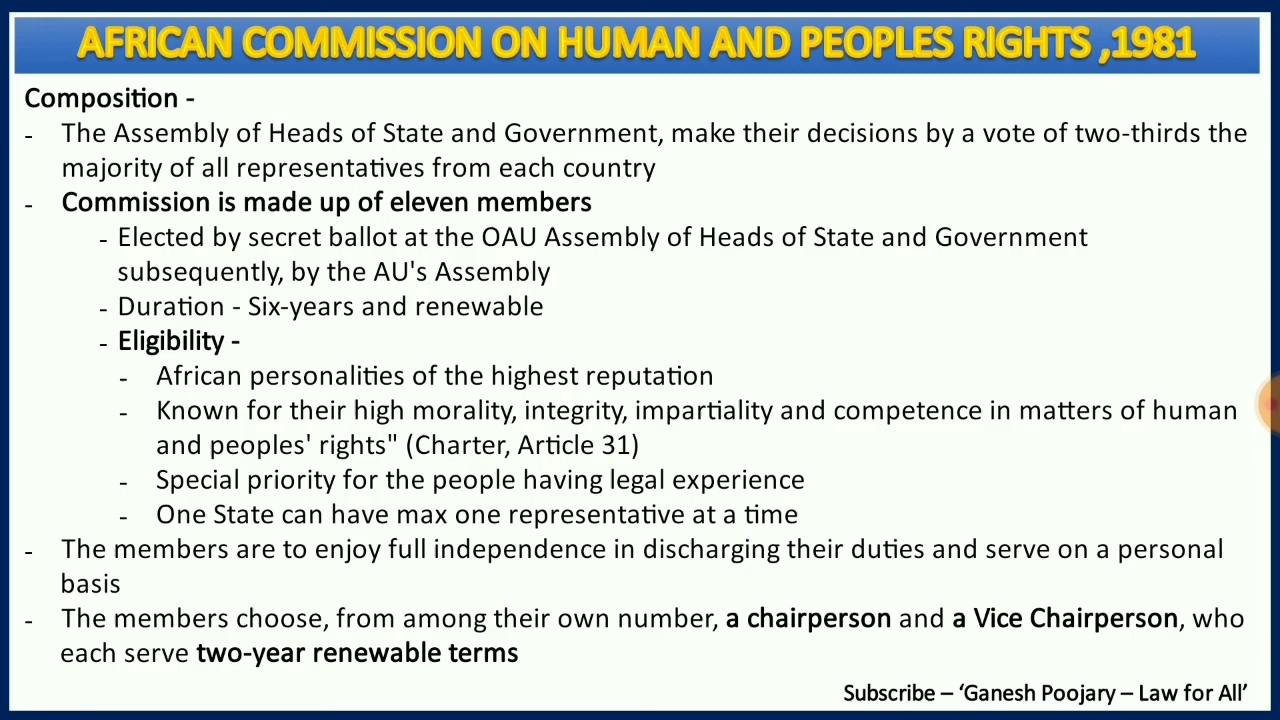 AFRICAN COMMISSION ON HUMAN AND PEOPLES RIGHTS ,1981
Composition -
- The Assembly of Heads of State and Government, make their decisions by a vote of two-thirds the
majority of all representatives from each country
- Commission is made up of eleven members
- Elected by secret ballot at the OAU Assembly of Heads of State and Government
subsequently, by the AU's Assembly
- Duration - Six-years and renewable
- Eligibility -
- African personalities of the highest reputation
- Known for their high morality, integrity, impartiality and competence in matters of human
and peoples' rights" (Charter, Article 31)
- Special priority for the people having legal experience
- One State can have max one representative at a time
- The members are to enjoy full independence in discharging their duties and serve on a personal
basis
- The members choose, from among their own number, a chairperson and a Vice Chairperson, who
each serve two-year renewable terms
Subscribe – ‘Ganesh Poojary – Law for All’